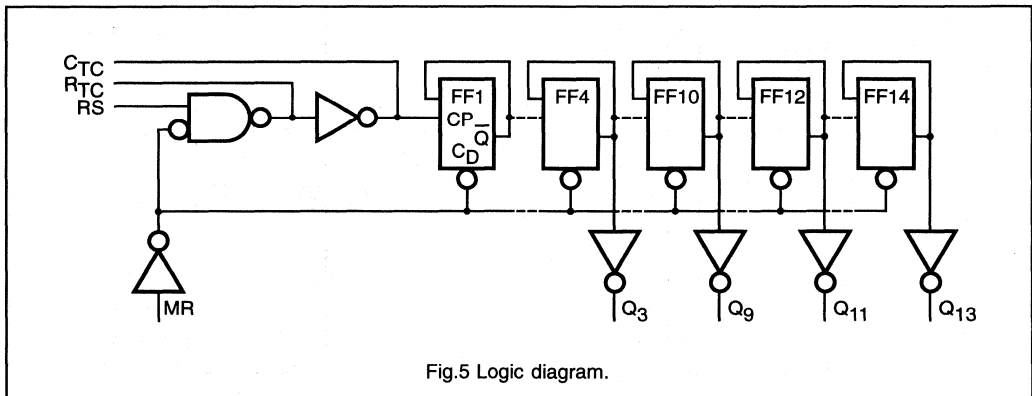 CTC
RTC
RS
FF1
FF4
FF10
FF12
FF14
CP
Q
CD
MR
Q3
Q9
Q11
Q13
Fig.5 Logic diagram.